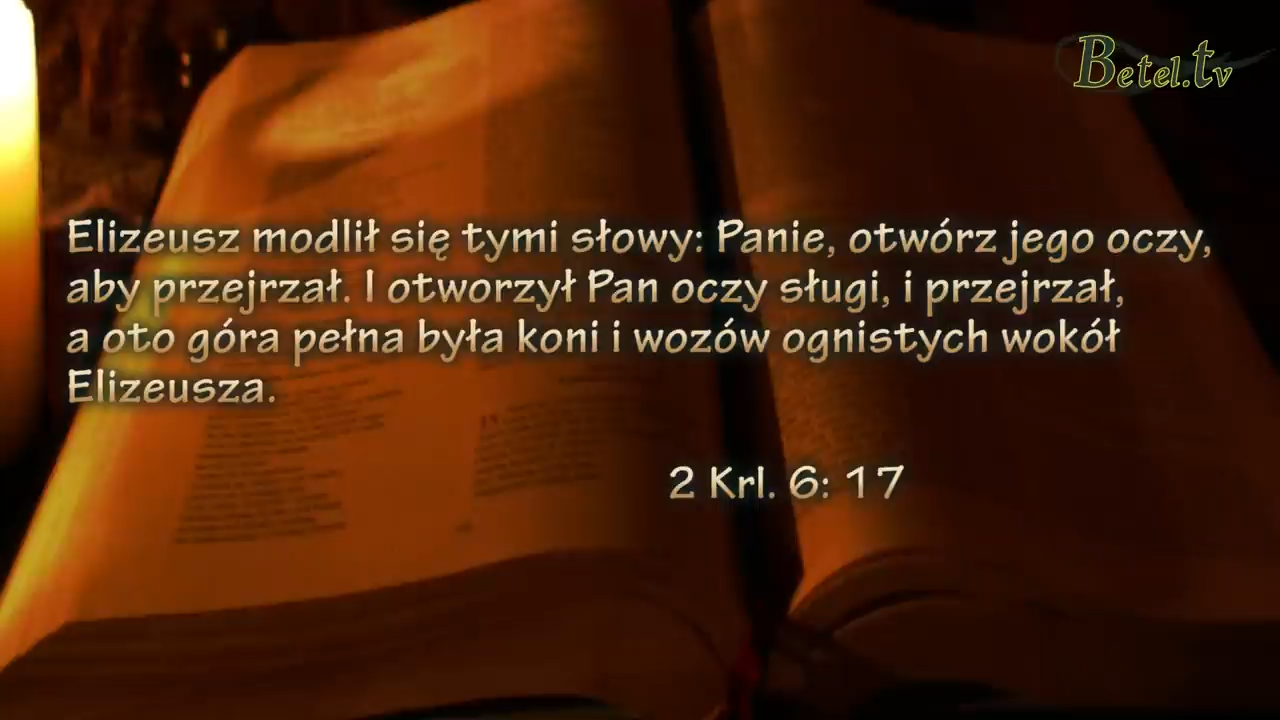 Betel.tv
Elizeusz modlił się tymi słowy: Panie, otwórz jego oczy,
aby przejrzał. I otworzył Pan oczy sługi, i przejrzał,
a oto góra pełna była koni i wozów ognistych wokół
Elizeusza.
2 Krl. 6: 17